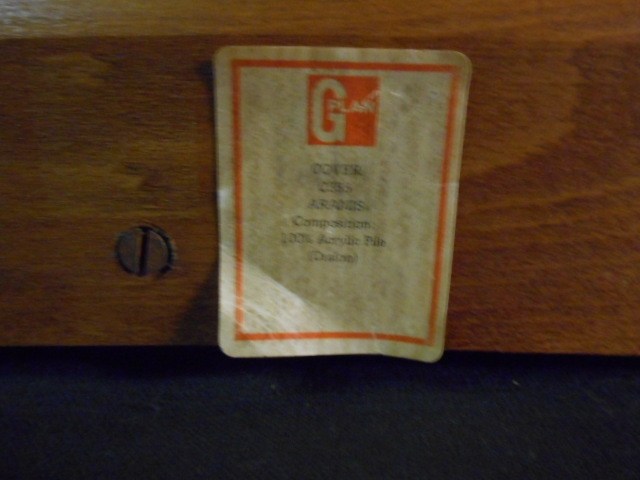 G PLAN
COVER
Composition
100% Acrylic Pile
(Dralon)